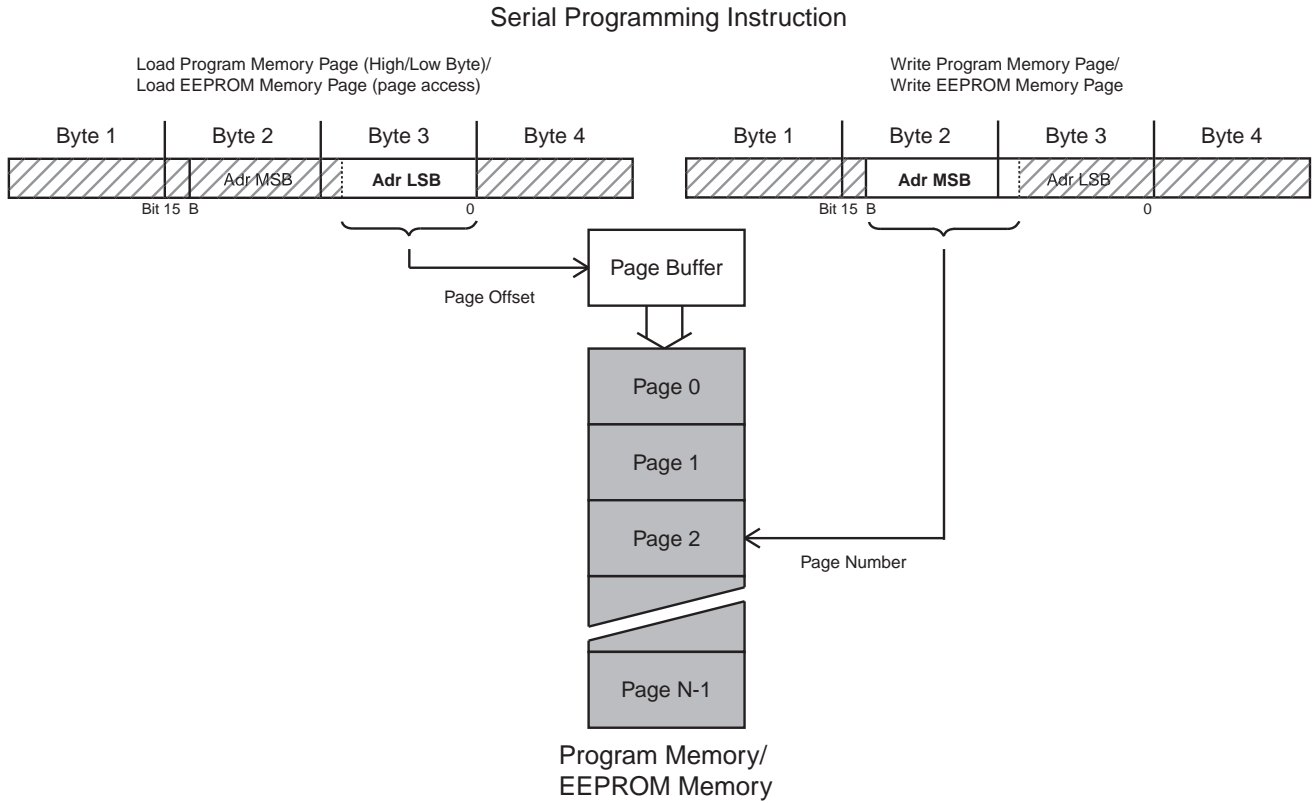 Serial Programming Instruction
Load Program Memory Page (High/Low Byte)/
Load EEPROM Memory Page (page access)
Write Program Memory Page/
Write EEPROM Memory Page
Byte 1 Byte 2 Byte 3 Byte 4
Byte 1 Byte 2 Byte 3 Byte 4
Adr MSB Adr LSB
Adr MSB Adr LSB
Bit 15 B 0
Bit 15 B 0
Page Buffer
Page Offset
Page 0
Page 1
Page 2
Page Number
Page N-1
Program Memory/
EEPROM Memory